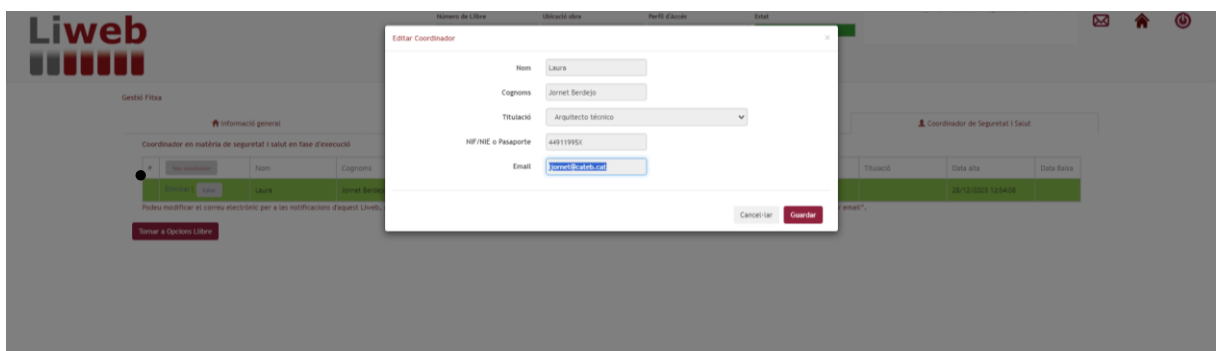 Liweb
Número de Llibre Ubicació obra Perfil d'Accés Estat
Editar Coordinador ×
Nom Laura
Cognoms Jornet Berdejo
Titulació Arquitecto técnico
NIF/NIE o Pasaporte 44911995X
Email ljornet@cateb.cat
Cancel·lar Guardar
Gestió Fitxa
Informació general Coordinador de Seguretat i Salut
Coordinador en matèria de seguretat i salut en fase d'execució
# Nom Cognoms Titulació Data alta Data Baixa
Laura Jornet Berdejo 28/12/2023 12:54:08
Podeu modificar el correu electrònic per a les notificacions d'aquest Liweb, email".
Tornar a Opcions Llibre